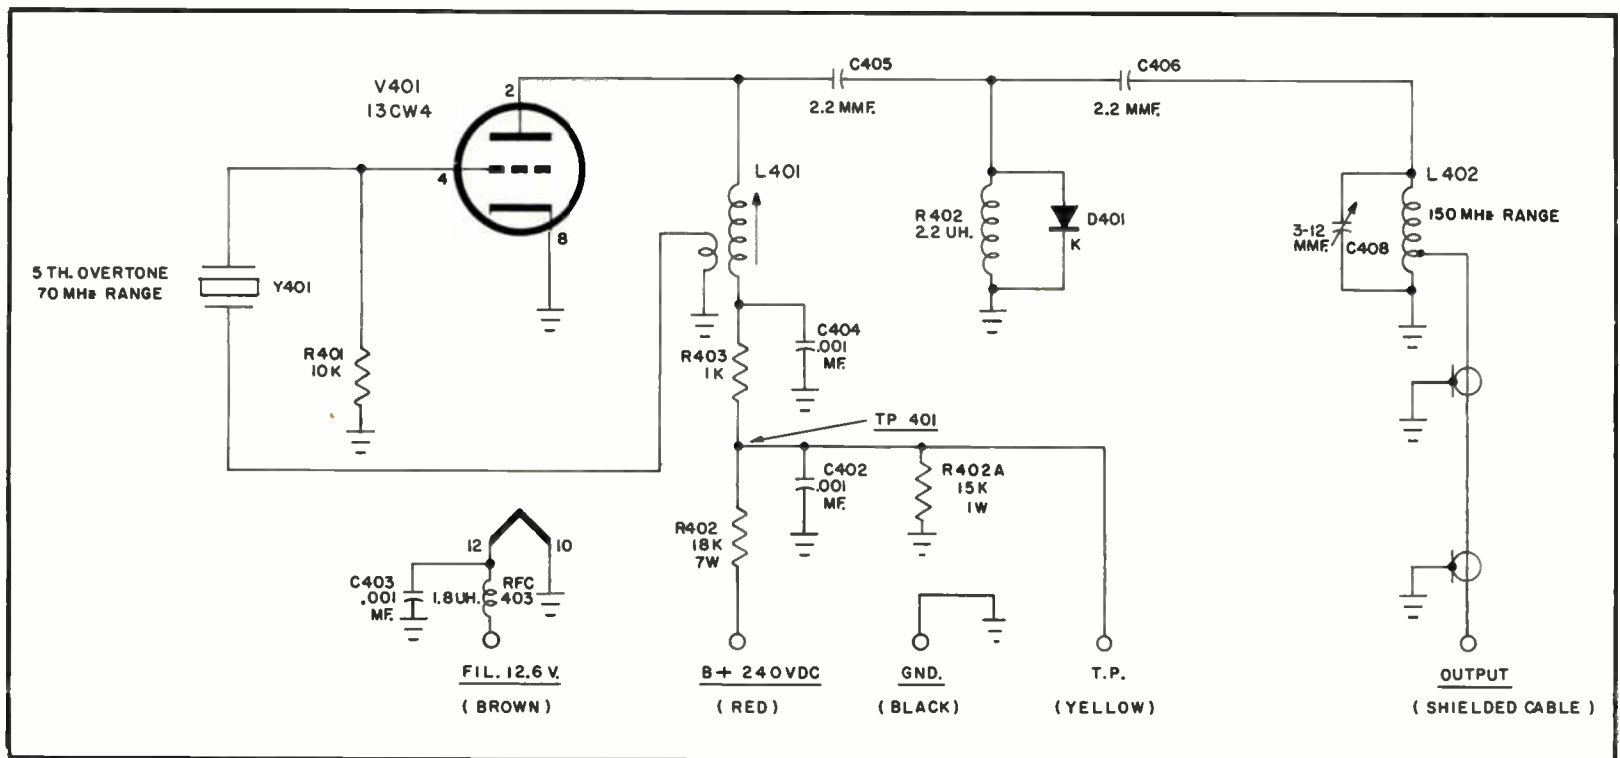 V401
13CW4
2
4
8
5 TH. OVERTONE
70 MHz RANGE
Y401
R401
10K
L401
C405
2.2 MMF.
C406
2.2 MMF.
R402
2.2 UH.
D401
K
L402
150 MHz RANGE
3-12
MMF.
C408
C404
.001
MF.
R403
1K
TP 401
C402
.001
MF.
R402A
15K
1W
R402
18K
7W
12
10
C403
.001
MF.
1.8UH.
RFC
403
FIL. 12.6 V.
(BROWN)
B+ 240VDC
(RED)
GND.
(BLACK)
T.P.
(YELLOW)
OUTPUT
(SHIELDED CABLE)